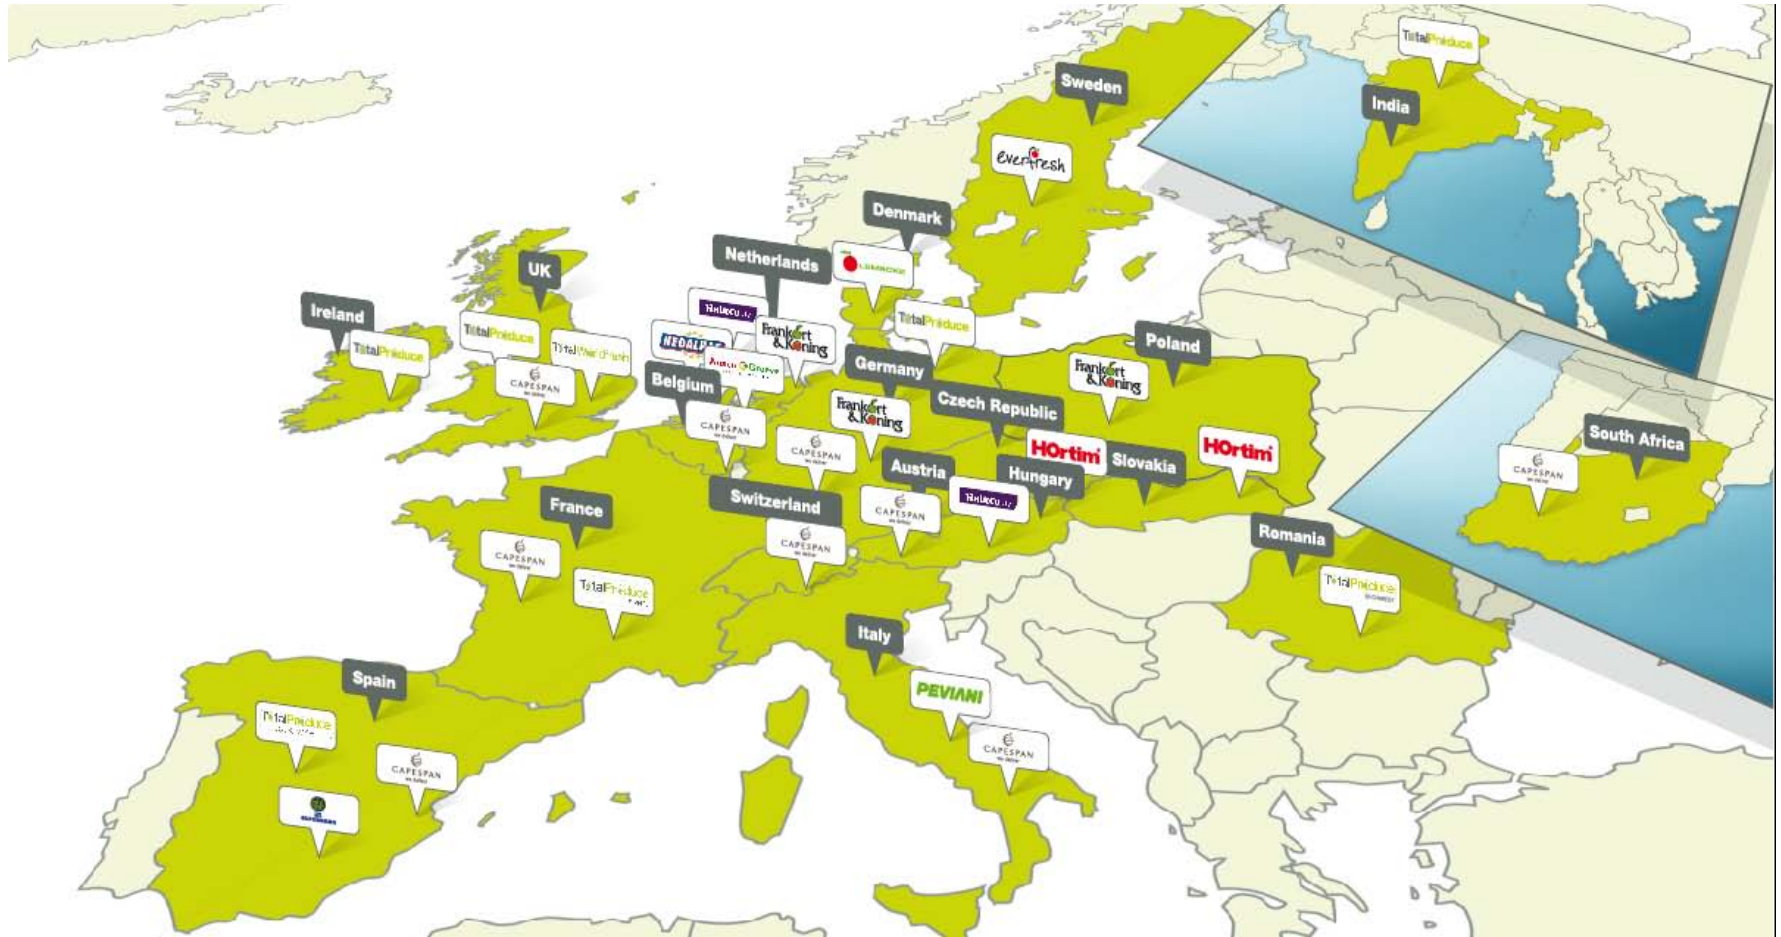 Sweden
everfresh
TotalProduce
India
Denmark
Netherlands
UK
Ireland
TotalProduce
TotalProduce
CAPESPAN
Frankort
& Koning
TotalProduce
Belgium
CAPESPAN
Germany
Frankort
& Koning
CAPESPAN
Poland
Frankort
& Koning
Czech Republic
HOrtim
Slovakia
HOrtim
Austria
CAPESPAN
Hungary
Switzerland
CAPESPAN
France
CAPESPAN
TotalProduce
South Africa
CAPESPAN
Romania
TotalProduce
Italy
PEVIANI
CAPESPAN
Spain
TotalProduce
CAPESPAN